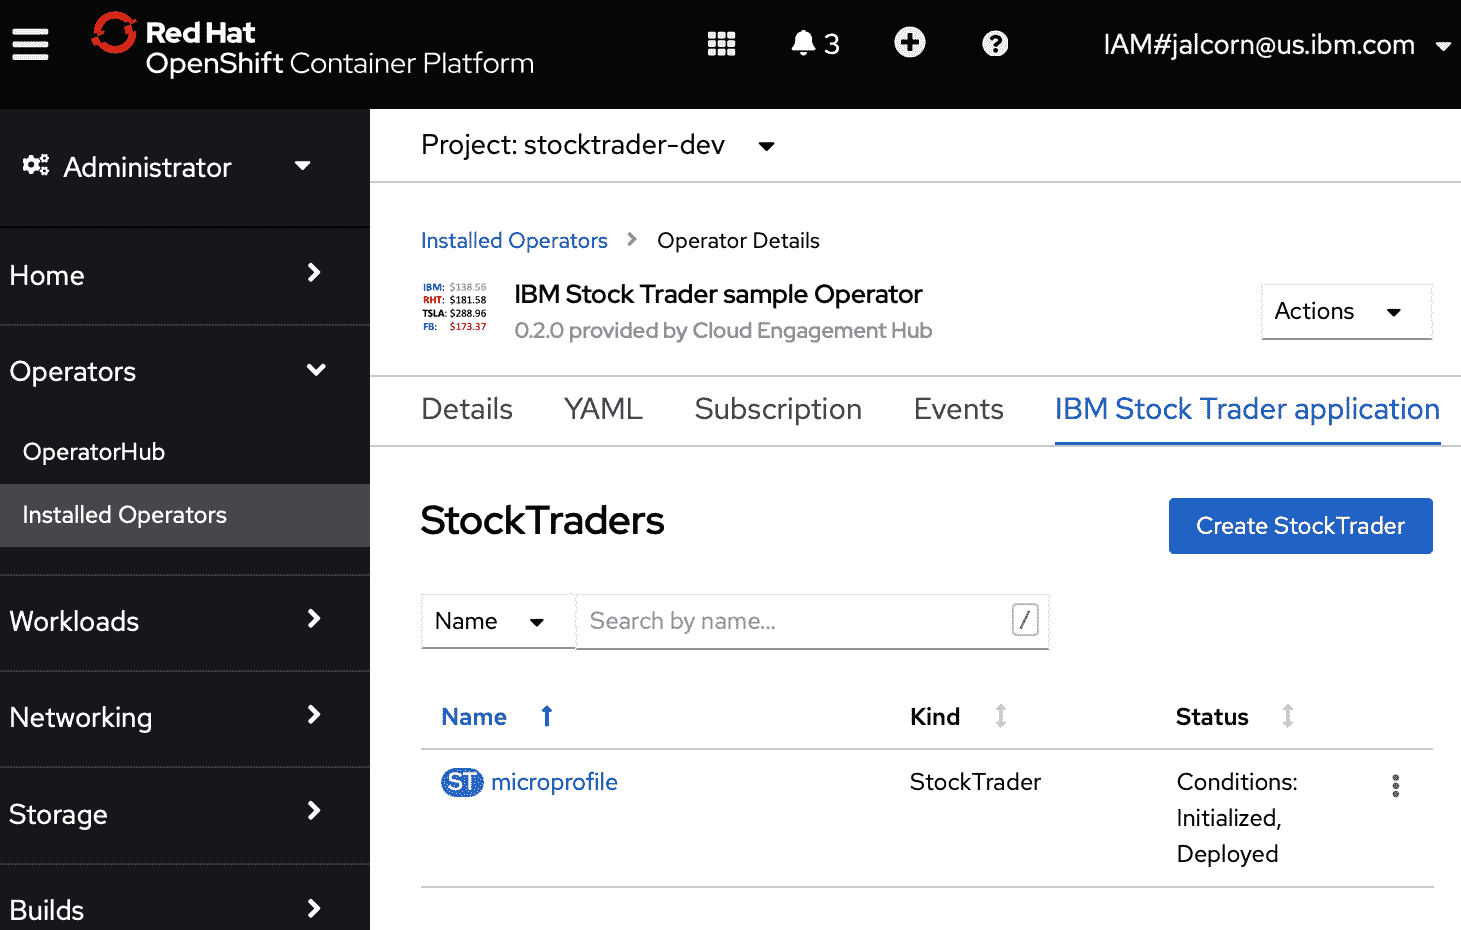 Red Hat
OpenShift Container Platform
3
IAM#jalcorn@us.ibm.com
Administrator
Home
Operators
OperatorHub
Installed Operators
Workloads
Networking
Storage
Builds
Project: stocktrader-dev
Installed Operators
Operator Details
IBM: $138.56
RHT: $181.58
TSLA: $288.96
FB: $173.37
IBM Stock Trader sample Operator
0.2.0 provided by Cloud Engagement Hub
Actions
Details YAML Subscription Events IBM Stock Trader application
StockTraders
Create StockTrader
Name
Search by name...
/
Name Kind Status
ST microprofile StockTrader Conditions:
Initialized,
Deployed